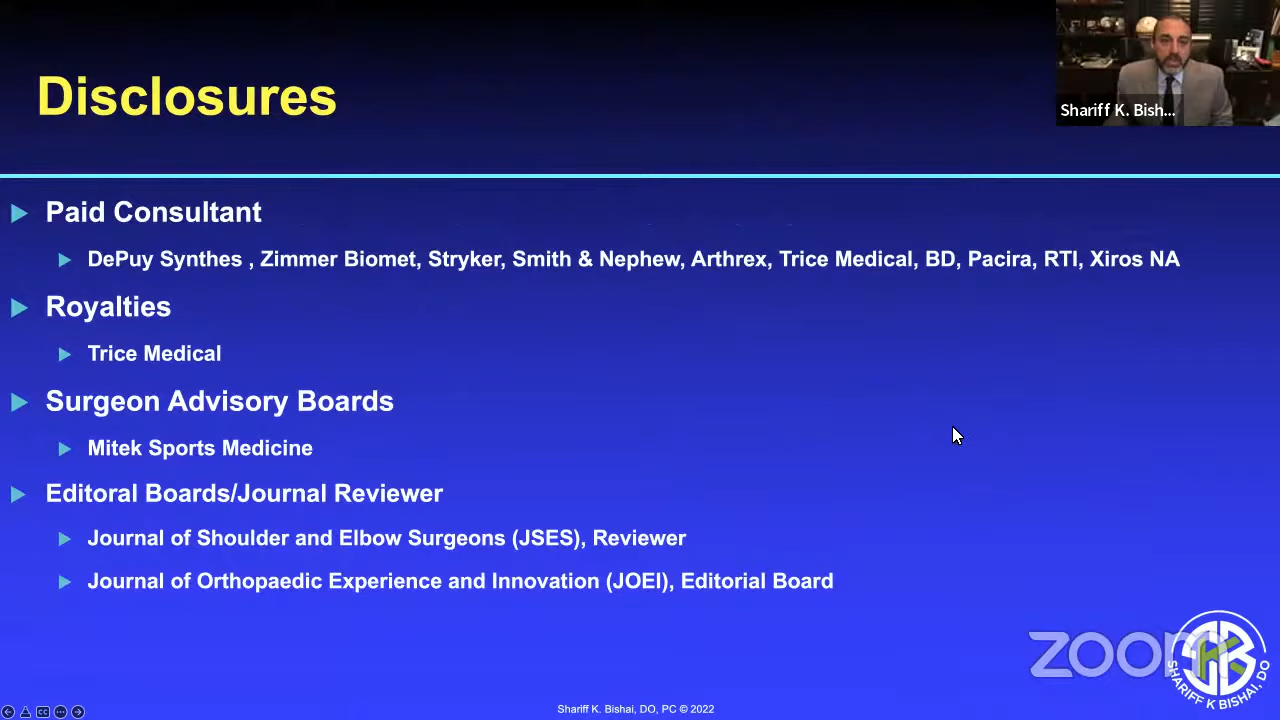 Disclosures
Shariff K. Bish...
Paid Consultant
DePuy Synthes , Zimmer Biomet, Stryker, Smith & Nephew, Arthrex, Trice Medical, BD, Pacira, RTI, Xiros NA
Royalties
Trice Medical
Surgeon Advisory Boards
Mitek Sports Medicine
Editoral Boards/Journal Reviewer
Journal of Shoulder and Elbow Surgeons (JSES), Reviewer
Journal of Orthopaedic Experience and Innovation (JOEI), Editorial Board
zoom
SKB
SHARIFF K BISHAI, DO
Shariff K. Bishai, DO, PC © 2022